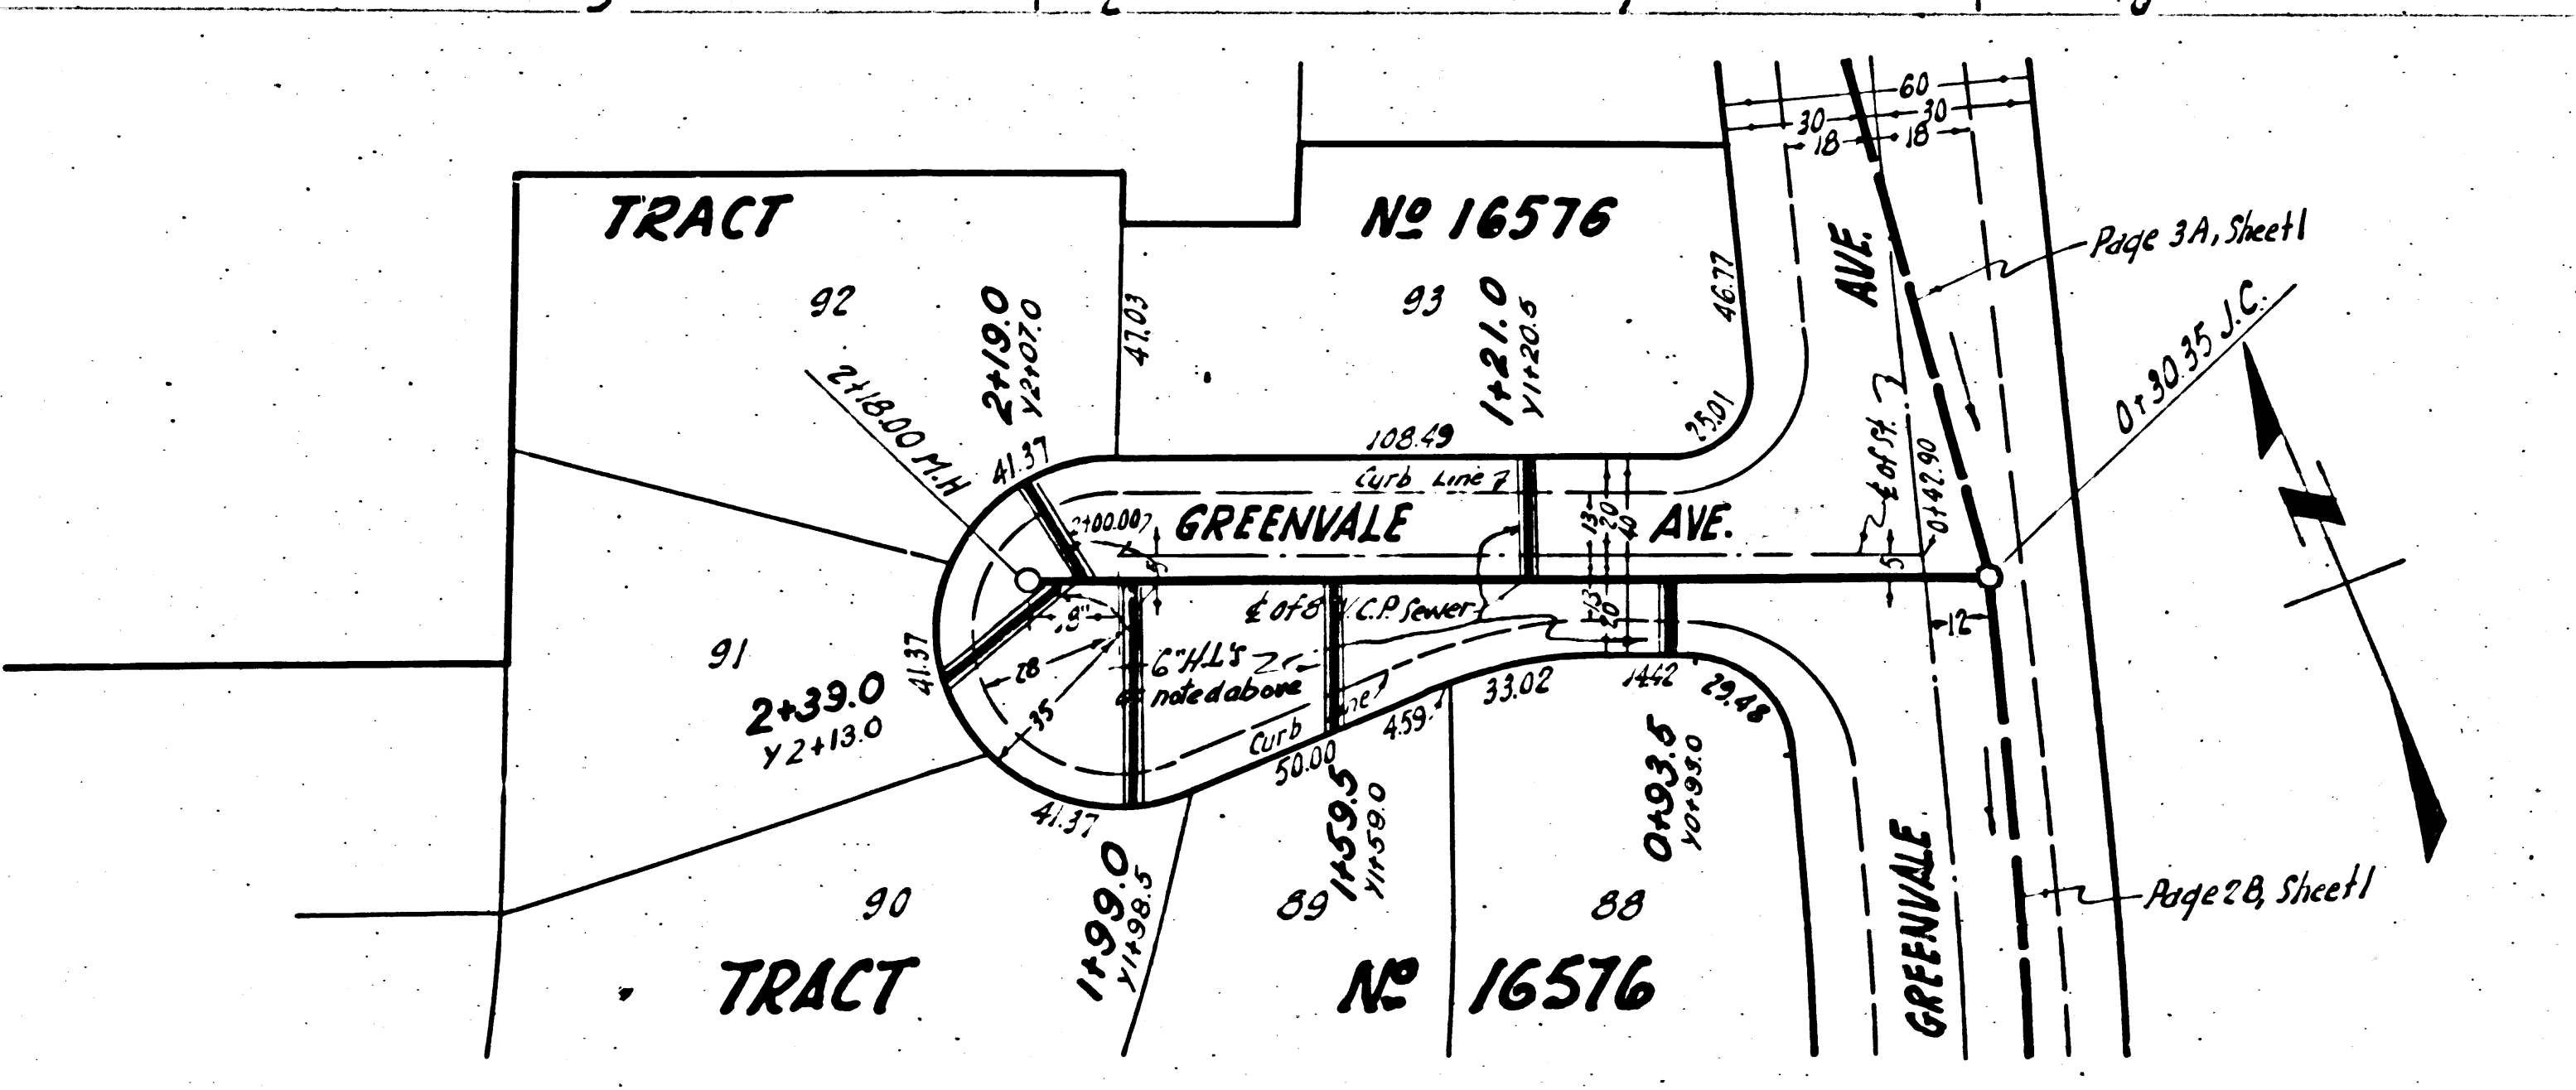 60
30 30
18 18
TRACT
Nº 16576
AVE.
Page 3A, Sheet 1
92
2+19.0
Y2+07.0
47.03
93
1+21.0
Y1+20.5
46.77
0+30.35 J.C.
2+18.00 M.H
41.37
108.49
25.01
Curb Line
℄ of St.
0+42.90
2+00.00
GREENVALE
AVE.
13
20
40
5
5
℄ of 8" V.C.P. Sewer
13
20
12
18"
28
35
6" H.L's
as noted above
91
41.37
2+39.0
Y2+13.0
Curb Line
50.00
4.59
33.02
14.42
29.48
41.37
1+99.0
Y1+98.5
1+59.5
Y1+59.0
0+93.5
Y0+93.0
90
89
88
GREENVALE
Page 2B, Sheet 1
TRACT
Nº 16576